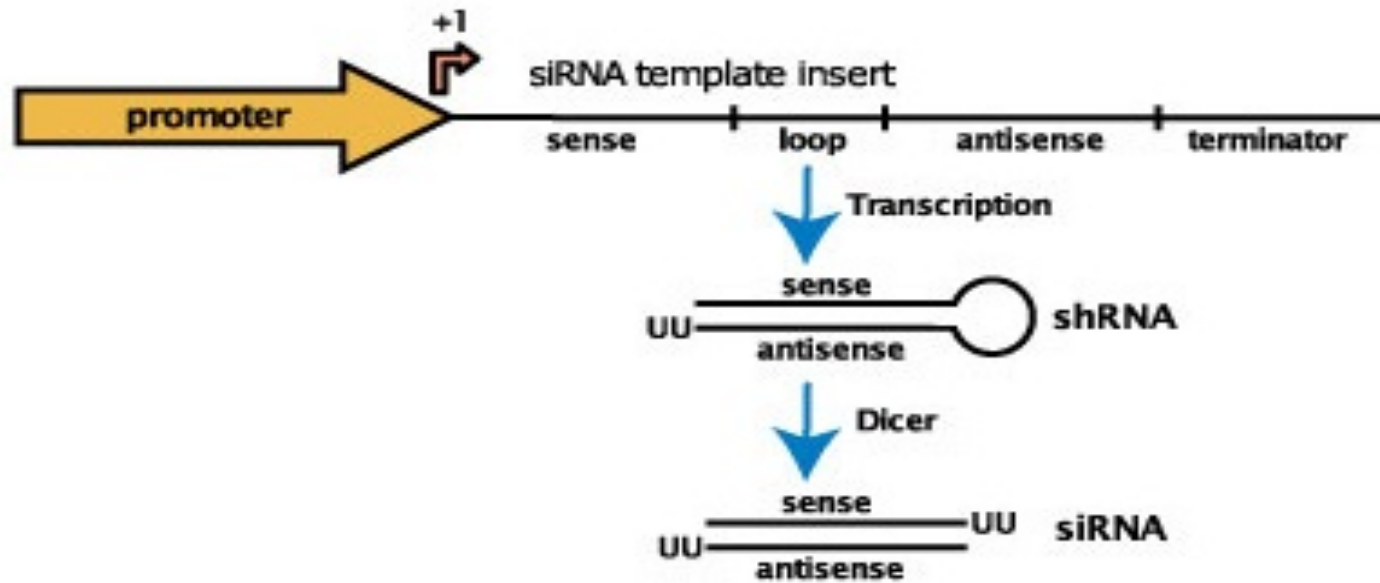 +1
siRNA template insert
promoter
sense loop antisense terminator
Transcription
sense
shRNA
UU
antisense
Dicer
sense
UU
siRNA
UU
antisense